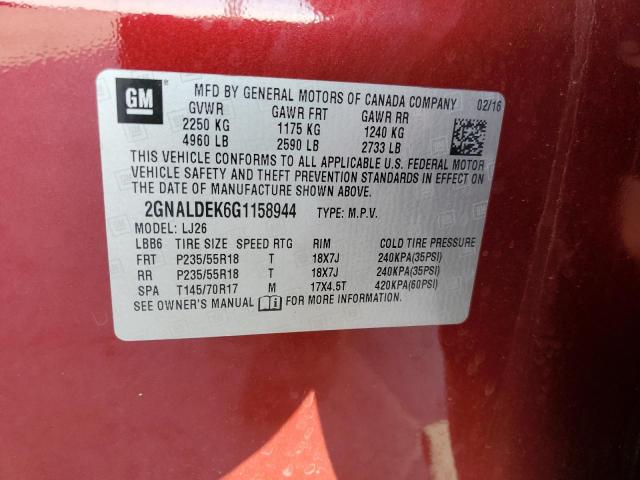 GM
MFD BY GENERAL MOTORS OF CANADA COMPANY 02/16
GVWR GAWR FRT GAWR RR
2250 KG 1175 KG 1240 KG
4960 LB 2590 LB 2733 LB
THIS VEHICLE CONFORMS TO ALL APPLICABLE U.S. FEDERAL MOTOR
VEHICLE SAFETY AND THEFT PREVENTION STANDARDS IN EFFECT ON
THE DATE OF MANUFACTURE SHOWN ABOVE.
2GNALDEK6G1158944 TYPE: M.P.V.
MODEL: LJ26
LBB6 TIRE SIZE SPEED RTG RIM COLD TIRE PRESSURE
FRT P235/55R18 T 18X7J 240KPA(35PSI)
RR P235/55R18 T 18X7J 240KPA(35PSI)
SPA T145/70R17 M 17X4.5T 420KPA(60PSI)
SEE OWNER'S MANUAL FOR MORE INFORMATION.